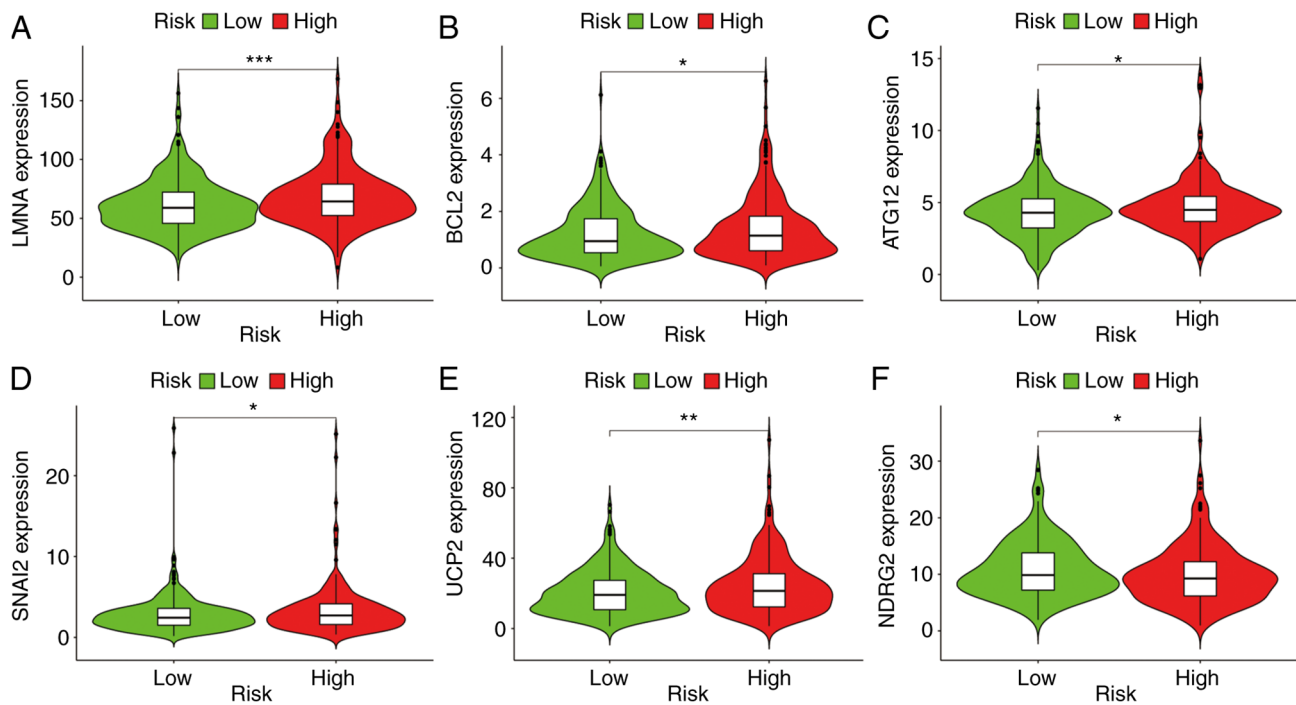 A
Risk Low High
***
LMNA expression
150
100
50
0
Low High
Risk
B
Risk Low High
*
BCL2 expression
6
4
2
0
Low High
Risk
C
Risk Low High
*
ATG12 expression
15
10
5
0
Low High
Risk
D
Risk Low High
*
SNAI2 expression
20
10
0
Low High
Risk
E
Risk Low High
**
UCP2 expression
120
80
40
0
Low High
Risk
F
Risk Low High
*
NDRG2 expression
30
20
10
0
Low High
Risk